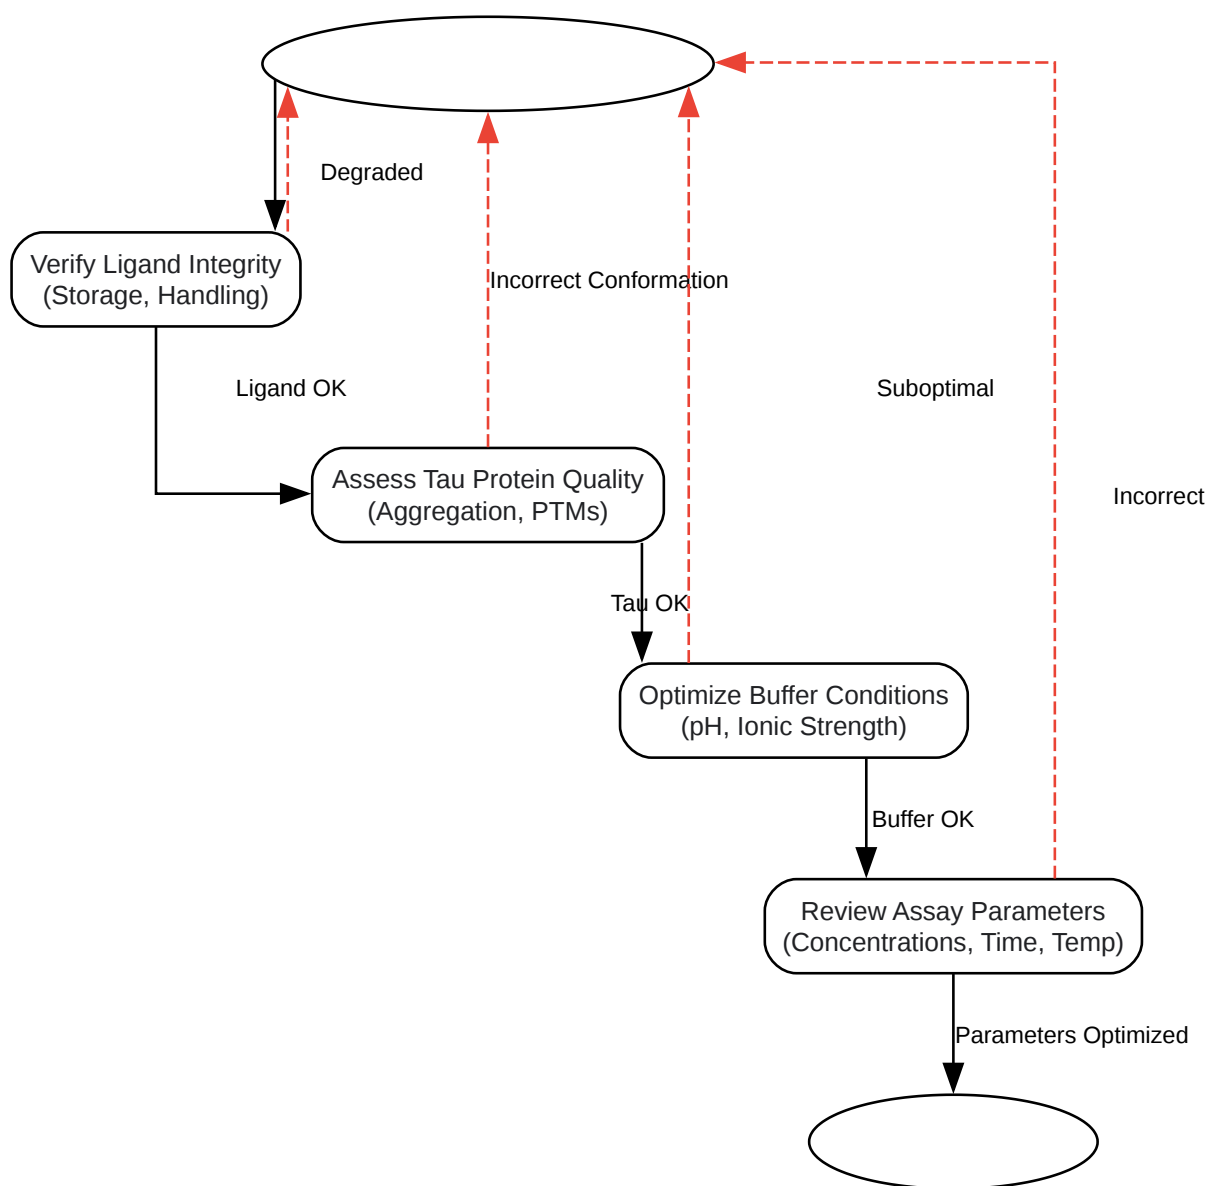 Degraded
Verify Ligand Integrity
(Storage, Handling)
Incorrect Conformation
Ligand OK
Suboptimal
Assess Tau Protein Quality
(Aggregation, PTMs)
Incorrect
Tau OK
Optimize Buffer Conditions
(pH, Ionic Strength)
Buffer OK
Review Assay Parameters
(Concentrations, Time, Temp)
Parameters Optimized